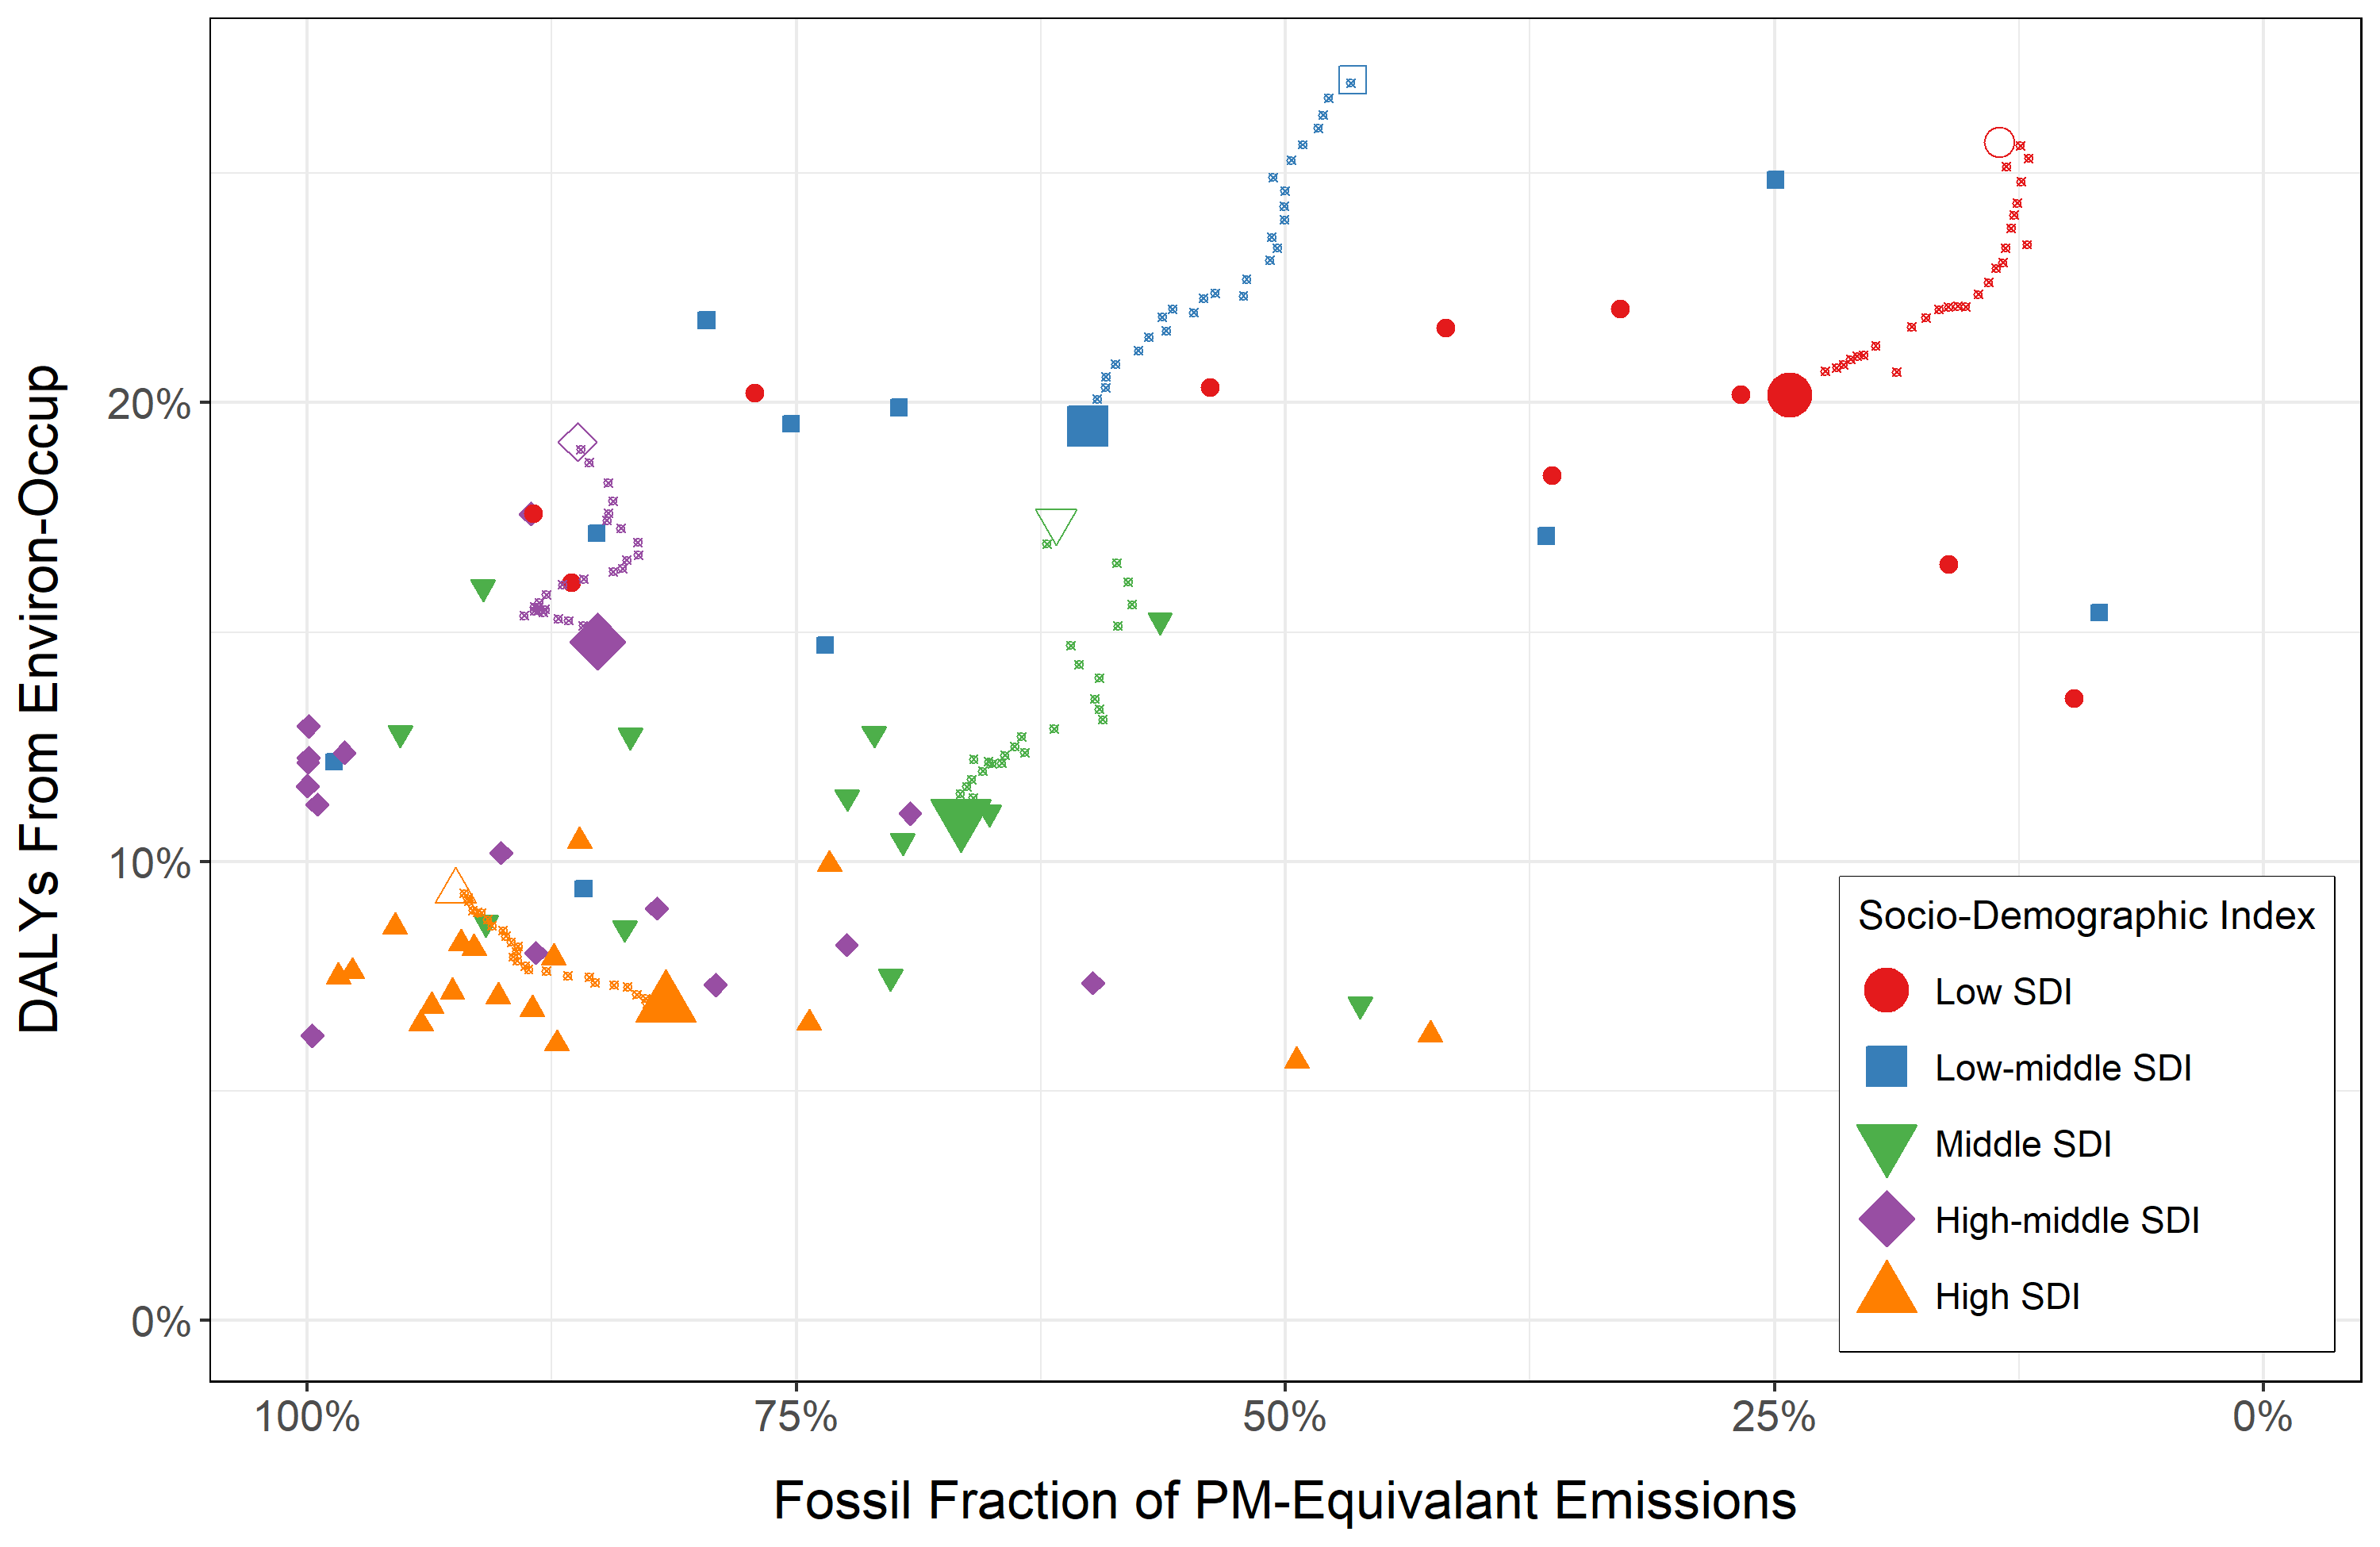 DALYs From Environ-Occup
20%
10%
0%
100% 75% 50% 25% 0%
Fossil Fraction of PM-Equivalant Emissions
Socio-Demographic Index
Low SDI
Low-middle SDI
Middle SDI
High-middle SDI
High SDI